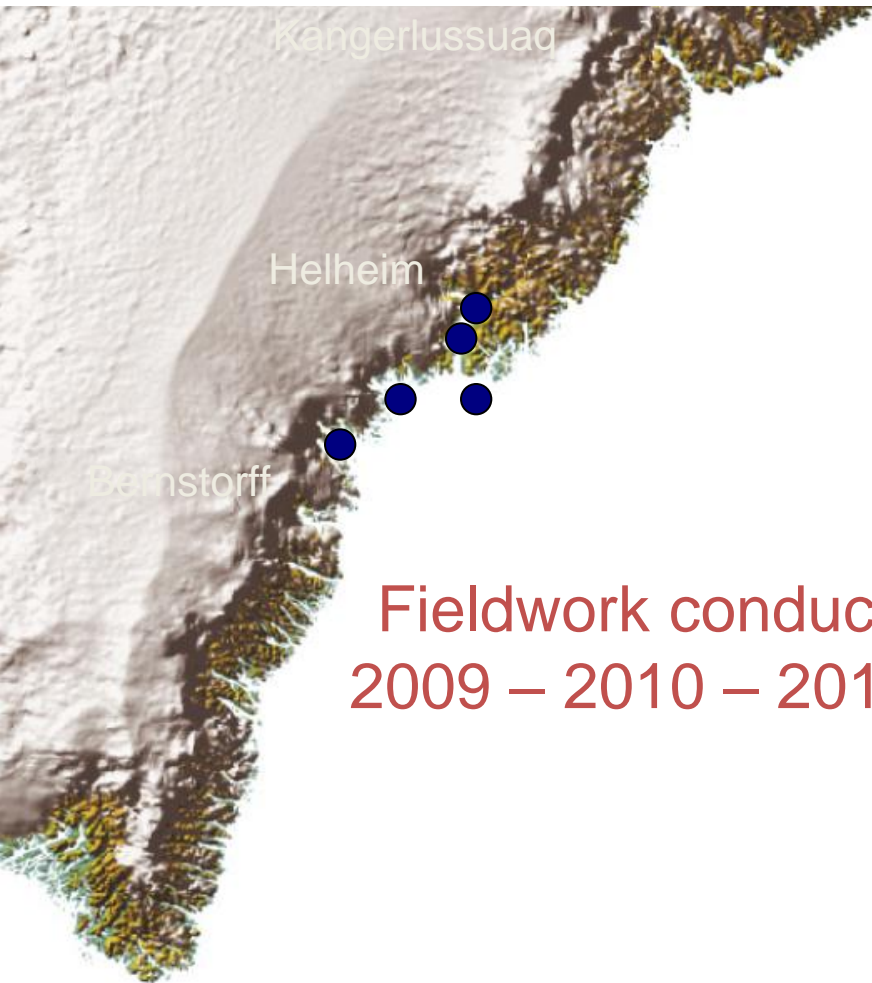 Kangerlussuaq
Helheim
Bernstorff
Fieldwork conduc
2009 – 2010 – 201